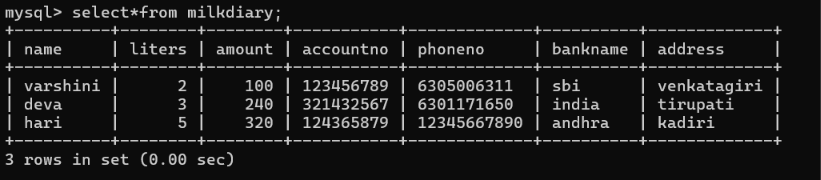 mysql> select*from milkdiary;
+----------+--------+--------+-----------+-------------+----------+-------------+
| name     | liters | amount | accountno | phoneno     | bankname | address     |
+----------+--------+--------+-----------+-------------+----------+-------------+
| varshini |      2 |    100 | 123456789 | 6305006311  | sbi      | venkatagiri |
| deva     |      3 |    240 | 321432567 | 6301171650  | india    | tirupati    |
| hari     |      5 |    320 | 124365879 | 12345667890 | andhra   | kadiri      |
+----------+--------+--------+-----------+-------------+----------+-------------+
3 rows in set (0.00 sec)